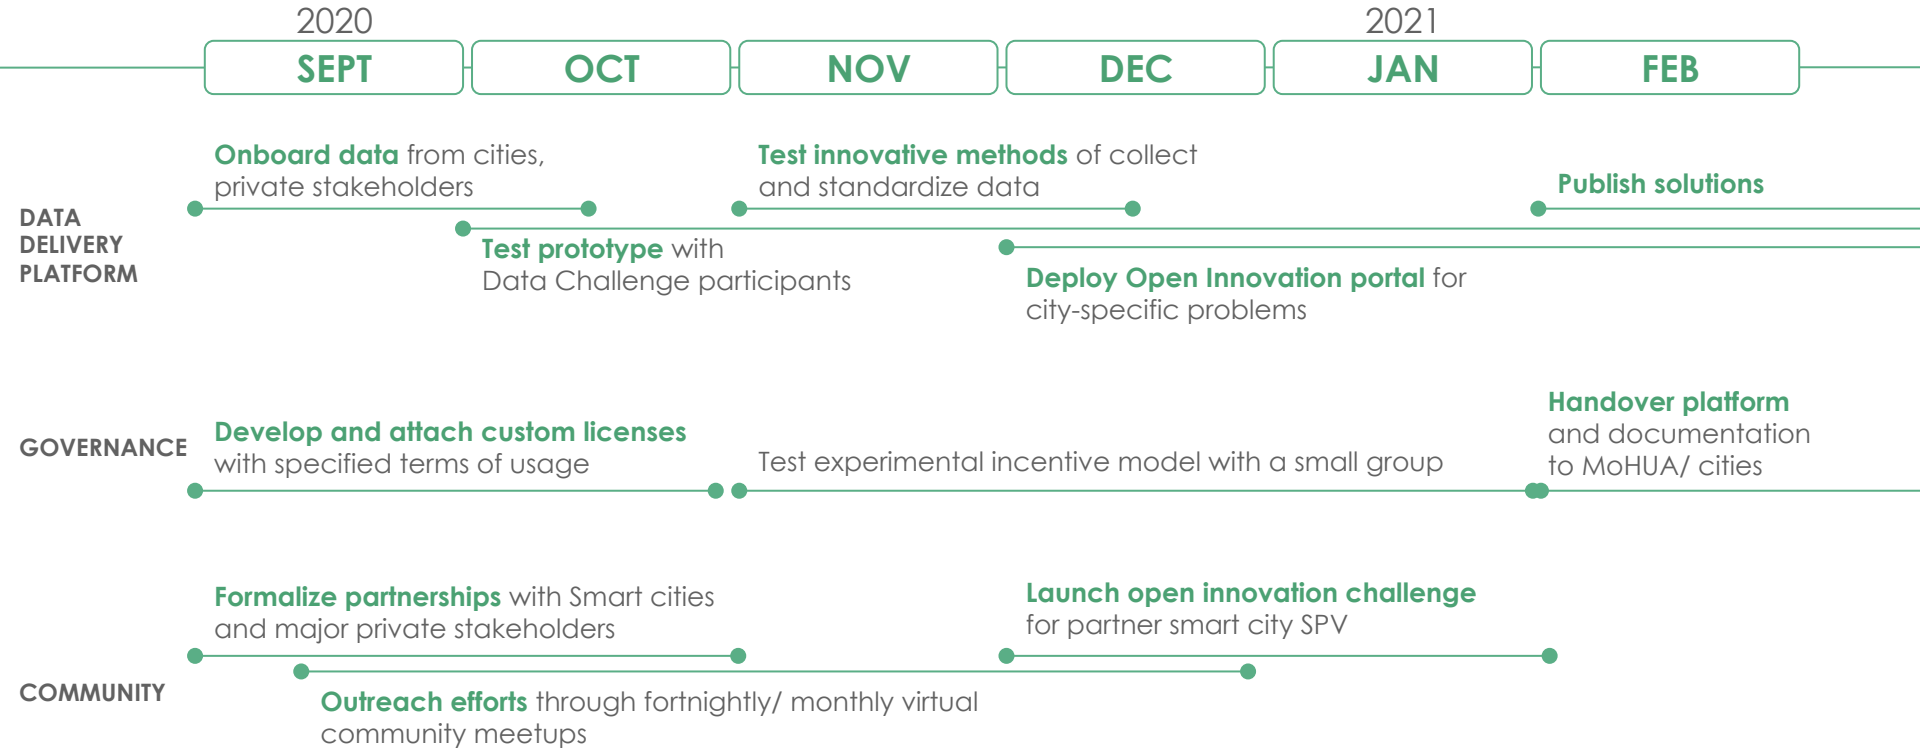 2020
2021
SEPT
OCT
NOV
DEC
JAN
FEB
DATA
DELIVERY
PLATFORM
Onboard data from cities,
private stakeholders
Test innovative methods of collect
and standardize data
Publish solutions
Test prototype with
Data Challenge participants
Deploy Open Innovation portal for
city-specific problems
GOVERNANCE
Develop and attach custom licenses
with specified terms of usage
Test experimental incentive model with a small group
Handover platform
and documentation
to MoHUA/ cities
COMMUNITY
Formalize partnerships with Smart cities
and major private stakeholders
Launch open innovation challenge
for partner smart city SPV
Outreach efforts through fortnightly/ monthly virtual
community meetups